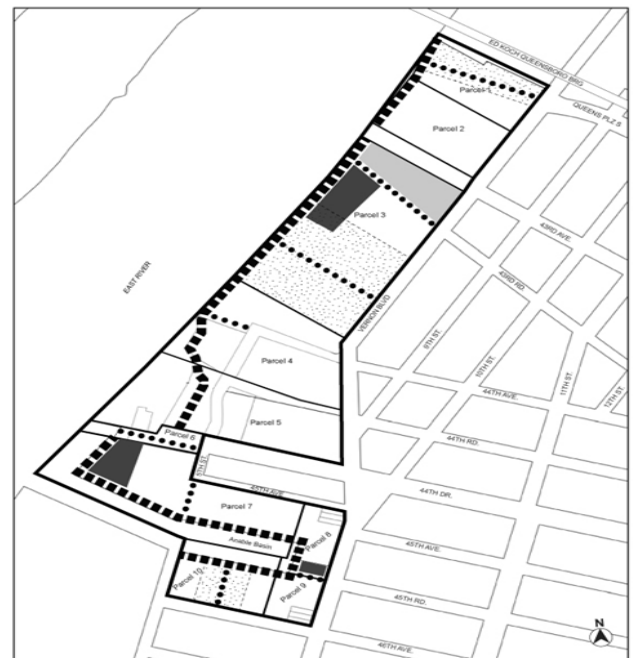 ED KOCH QUEENSBORO BRG
QUEENS PLZ S
Parcel 1
Parcel 2
Parcel 3
43RD AVE.
43RD RD.
EAST RIVER
VERNON BLVD
9TH ST.
10TH ST.
11TH ST.
12TH ST.
Parcel 4
44TH AVE.
Parcel 5
Parcel 6
44TH RD.
5TH ST.
45TH AVE
44TH DR.
Parcel 7
Anable Basin
Parcel 8
45TH AVE.
Parcel 10
Parcel 9
45TH RD.
46TH AVE.
N